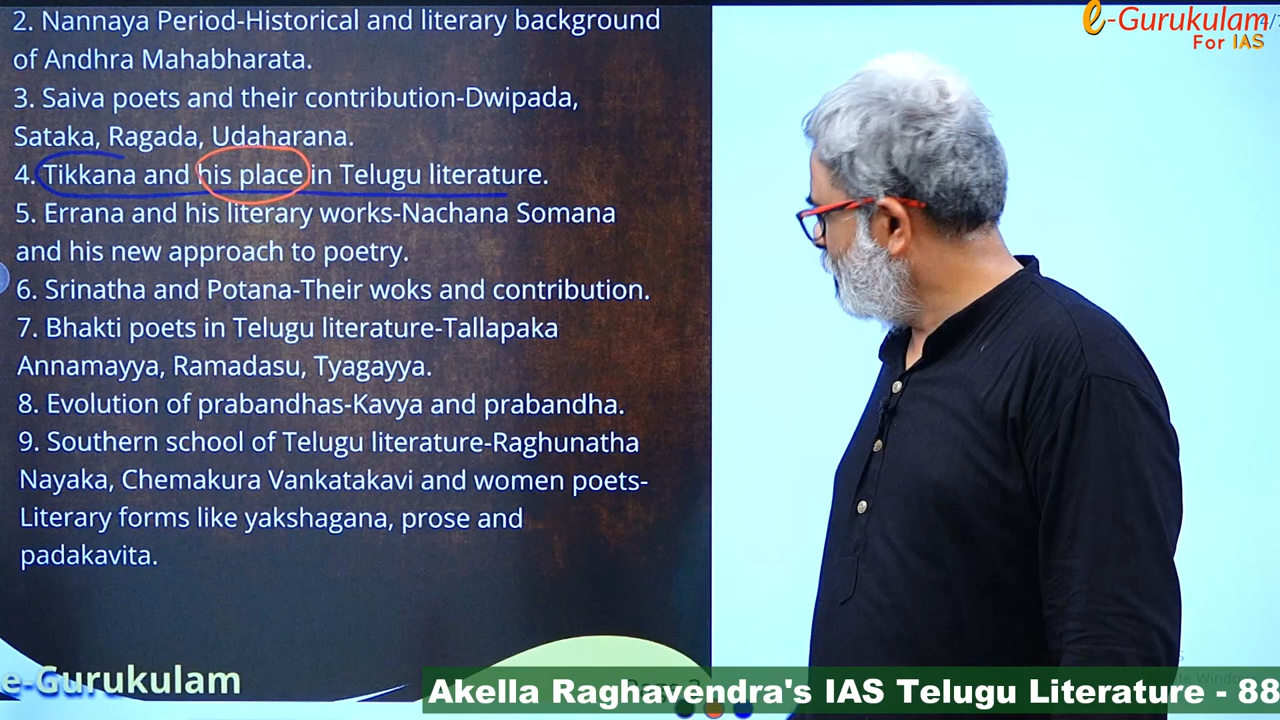 2. Nannaya Period-Historical and literary background
of Andhra Mahabharata.
3. Saiva poets and their contribution-Dwipada,
Sataka, Ragada, Udaharana.
4. Tikkana and his place in Telugu literature.
5. Errana and his literary works-Nachana Somana
and his new approach to poetry.
6. Srinatha and Potana-Their woks and contribution.
7. Bhakti poets in Telugu literature-Tallapaka
Annamayya, Ramadasu, Tyagayya.
8. Evolution of prabandhas-Kavya and prabandha.
9. Southern school of Telugu literature-Raghunatha
Nayaka, Chemakura Vankatakavi and women poets-
Literary forms like yakshagana, prose and
padakavita.
e-Gurukulam
For IAS
e-Gurukulam
Akella Raghavendra's IAS Telugu Literature - 88